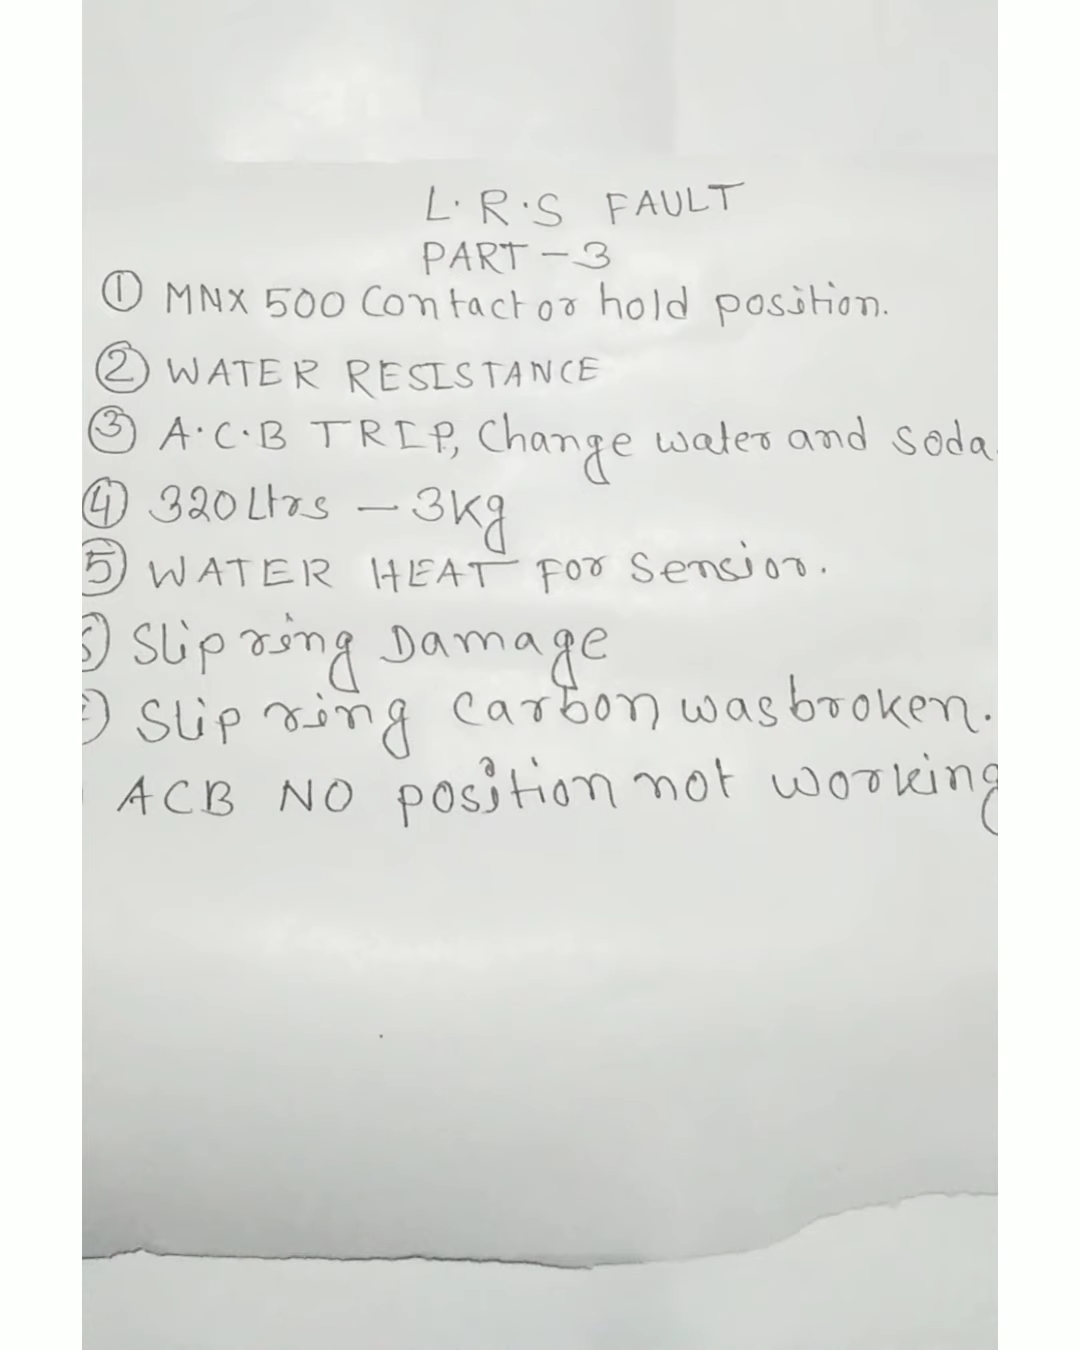 L.R.S FAULT
PART-3
① MNX 500 Contactor hold position.
② WATER RESISTANCE
③ A.C.B TRIP, Change water and soda.
④ 320 Ltrs - 3kg
⑤ WATER HEAT For Sensior.
Slip ring Damage
Slip ring Carbon was broken.
ACB NO position not working